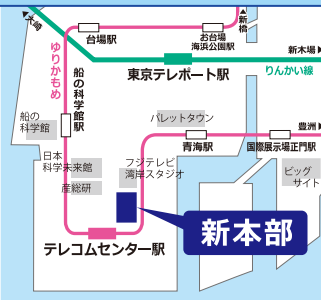 ▲大崎
台場駅
お台場
海浜公園駅
▲新橋
ゆりかもめ
船の科学館駅
東京テレポート駅
新木場▶
りんかい線
船の
科学館
パレットタウン
豊洲▶
青海駅
国際展示場正門駅
日本
科学未来館
フジテレビ
湾岸スタジオ
ビッグ
サイト
産総研
新本部
テレコムセンター駅